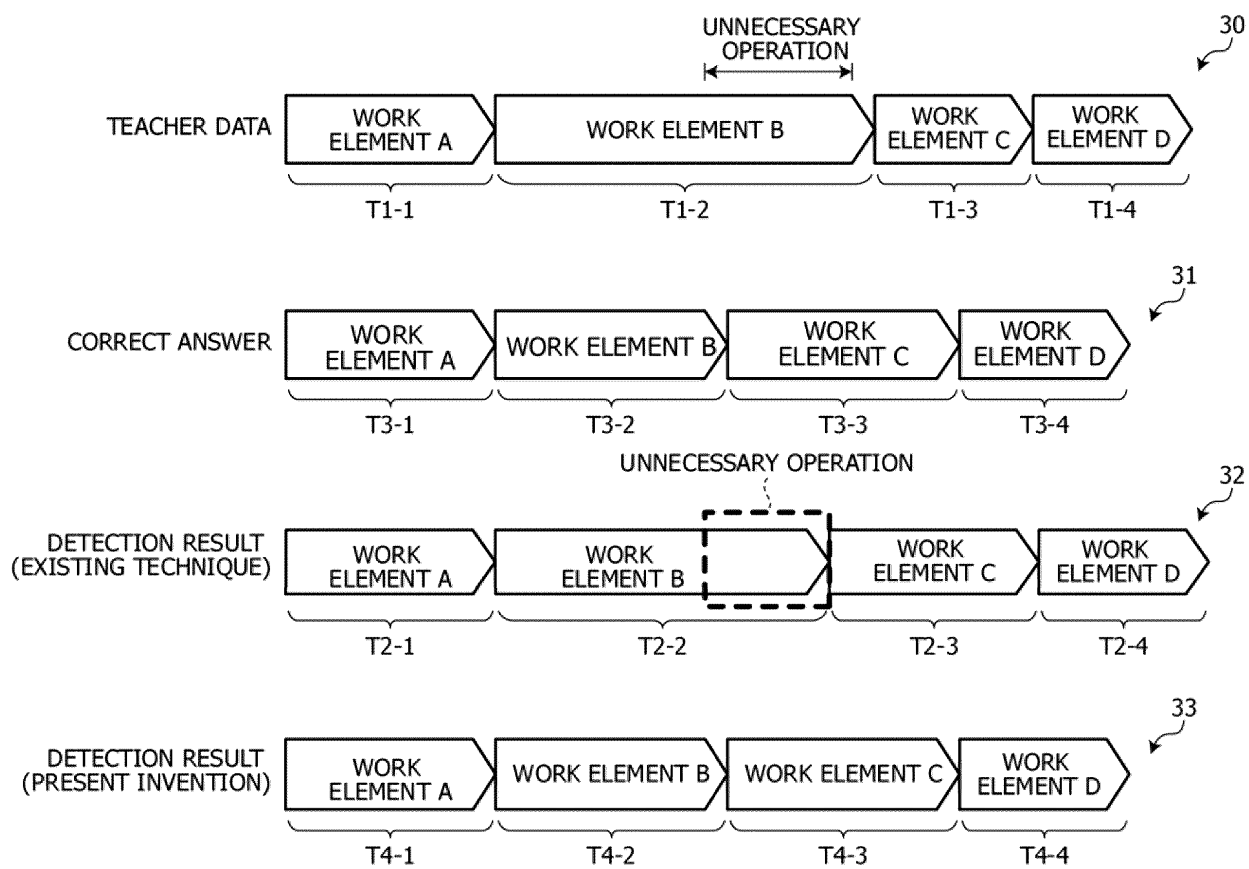 UNNECESSARY
OPERATION
30
TEACHER DATA
WORK
ELEMENT A
WORK ELEMENT B
WORK
ELEMENT C
WORK
ELEMENT D
T1-1
T1-2
T1-3
T1-4
31
CORRECT ANSWER
WORK
ELEMENT A
WORK ELEMENT B
WORK
ELEMENT C
WORK
ELEMENT D
T3-1
T3-2
T3-3
T3-4
UNNECESSARY OPERATION
32
DETECTION RESULT
(EXISTING TECHNIQUE)
WORK
ELEMENT A
WORK
ELEMENT B
WORK
ELEMENT C
WORK
ELEMENT D
T2-1
T2-2
T2-3
T2-4
33
DETECTION RESULT
(PRESENT INVENTION)
WORK
ELEMENT A
WORK ELEMENT B
WORK ELEMENT C
WORK
ELEMENT D
T4-1
T4-2
T4-3
T4-4